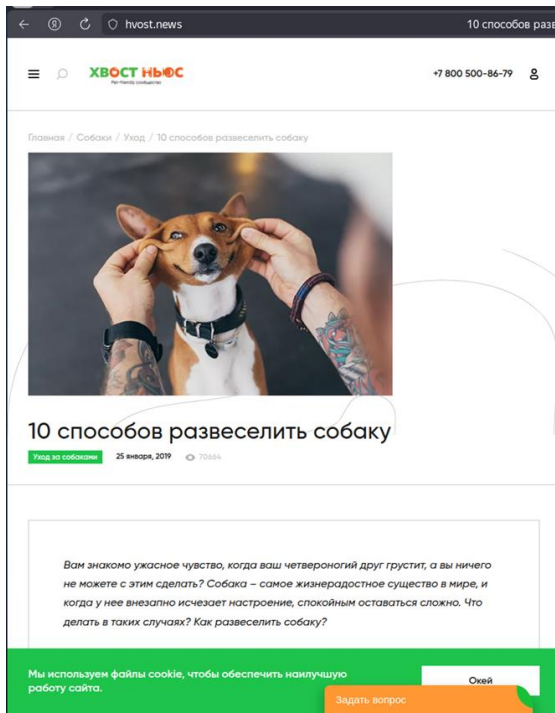 hvost.news
10 способов разв
ХВОСТ НЬЮС
Pet-friendly сообщество
+7 800 500-86-79
Главная / Собаки / Уход / 10 способов развеселить собаку
10 способов развеселить собаку
Уход за собаками 25 января, 2019 70664
Вам знакомо ужасное чувство, когда ваш четвероногий друг грустит, а вы ничего
не можете с этим сделать? Собака – самое жизнерадостное существо в мире, и
когда у нее внезапно исчезает настроение, спокойным оставаться сложно. Что
делать в таких случаях? Как развеселить собаку?
Мы используем файлы cookie, чтобы обеспечить наилучшую
работу сайта.
Окей
Задать вопрос